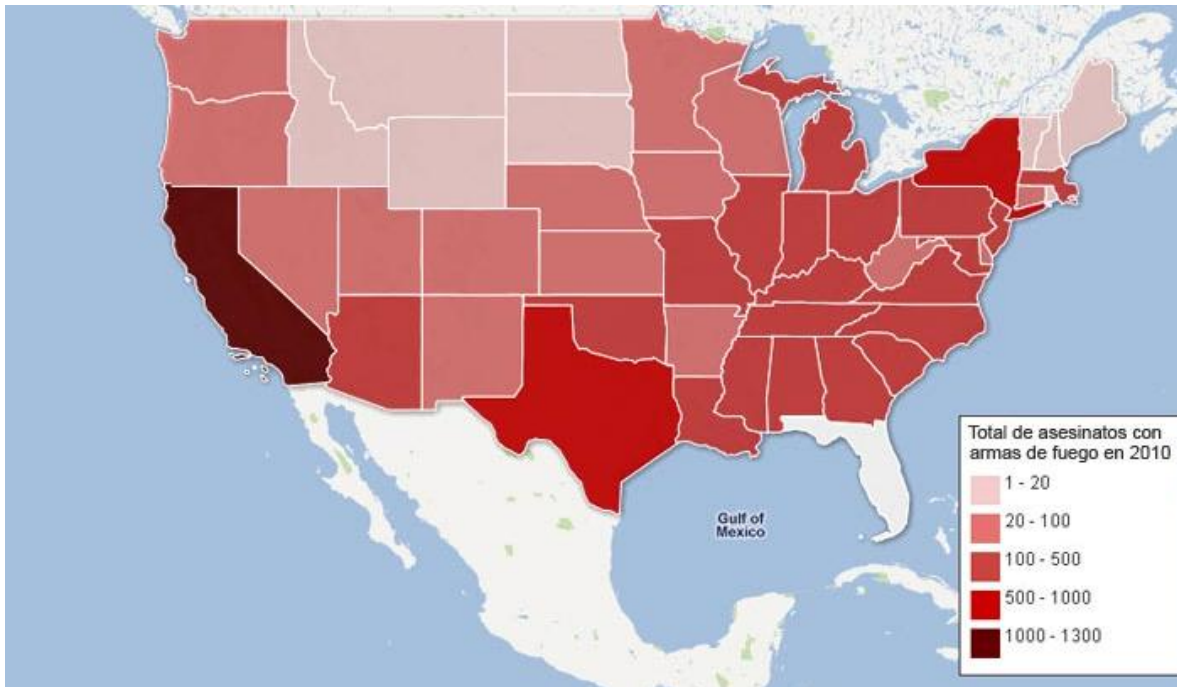 Gulf of
Mexico
Total de asesinatos con
armas de fuego en 2010
1 - 20
20 - 100
100 - 500
500 - 1000
1000 - 1300